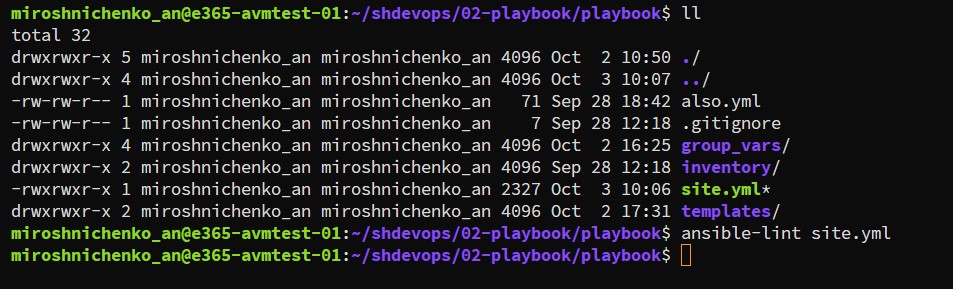 miroshnichenko_an@e365-avmtest-01:~/shdevops/02-playbook/playbook$ ll
total 32
drwxrwxr-x 5 miroshnichenko_an miroshnichenko_an 4096 Oct  2 10:50 ./
drwxrwxr-x 4 miroshnichenko_an miroshnichenko_an 4096 Oct  3 10:07 ../
-rw-rw-r-- 1 miroshnichenko_an miroshnichenko_an   71 Sep 28 18:42 also.yml
-rw-rw-r-- 1 miroshnichenko_an miroshnichenko_an    7 Sep 28 12:18 .gitignore
drwxrwxr-x 4 miroshnichenko_an miroshnichenko_an 4096 Oct  2 16:25 group_vars/
drwxrwxr-x 2 miroshnichenko_an miroshnichenko_an 4096 Sep 28 12:18 inventory/
-rwxrwxr-x 1 miroshnichenko_an miroshnichenko_an 2327 Oct  3 10:06 site.yml*
drwxrwxr-x 2 miroshnichenko_an miroshnichenko_an 4096 Oct  2 17:31 templates/
miroshnichenko_an@e365-avmtest-01:~/shdevops/02-playbook/playbook$ ansible-lint site.yml
miroshnichenko_an@e365-avmtest-01:~/shdevops/02-playbook/playbook$